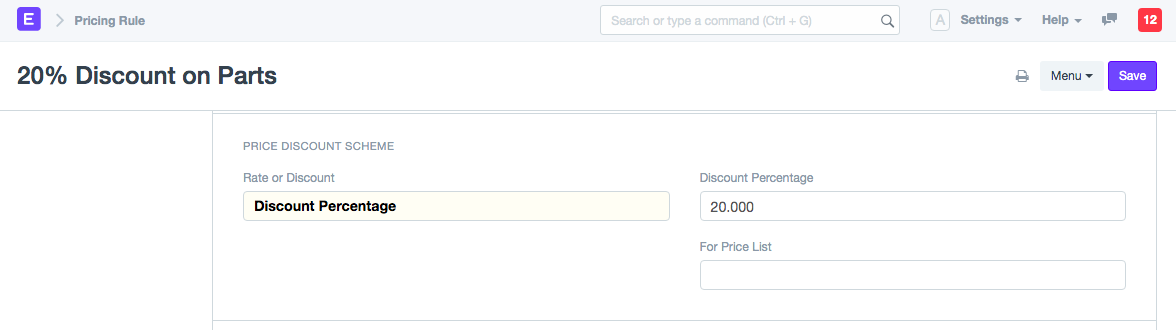 E Pricing Rule Search or type a command (Ctrl + G) A Settings Help 12
20% Discount on Parts Menu Save
PRICE DISCOUNT SCHEME
Rate or Discount Discount Percentage
Discount Percentage 20.000
For Price List